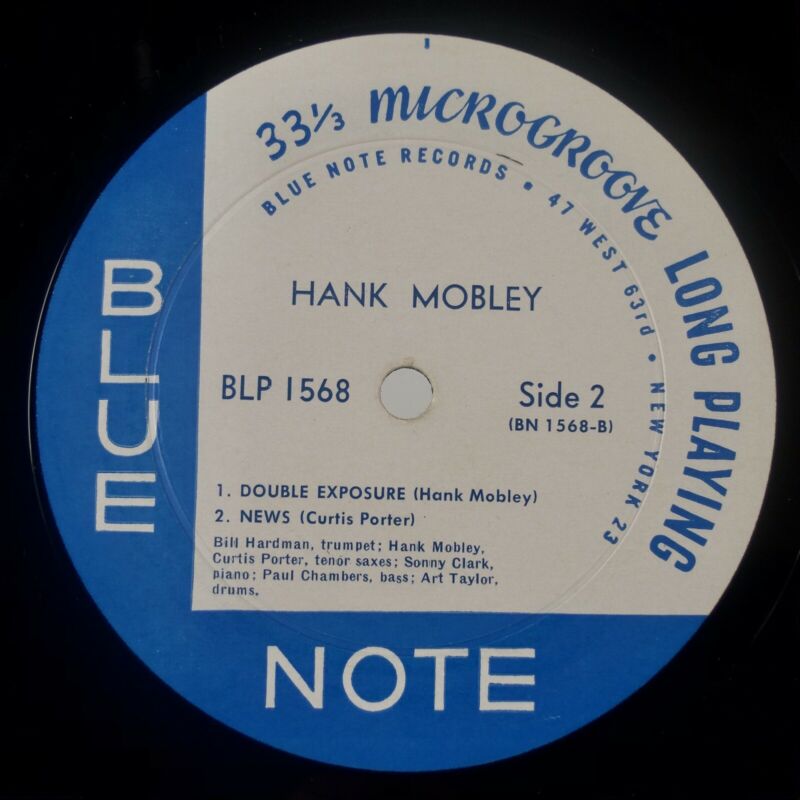 33⅓ MICROGROOVE LONG PLAYING
BLUE NOTE RECORDS • 47 WEST 63rd • NEW YORK 23
HANK MOBLEY
BLP 1568
Side 2
(BN 1568-B)
1. DOUBLE EXPOSURE (Hank Mobley)
2. NEWS (Curtis Porter)
Bill Hardman, trumpet; Hank Mobley,
Curtis Porter, tenor saxes; Sonny Clark,
piano; Paul Chambers, bass; Art Taylor,
drums.
BLUE
NOTE